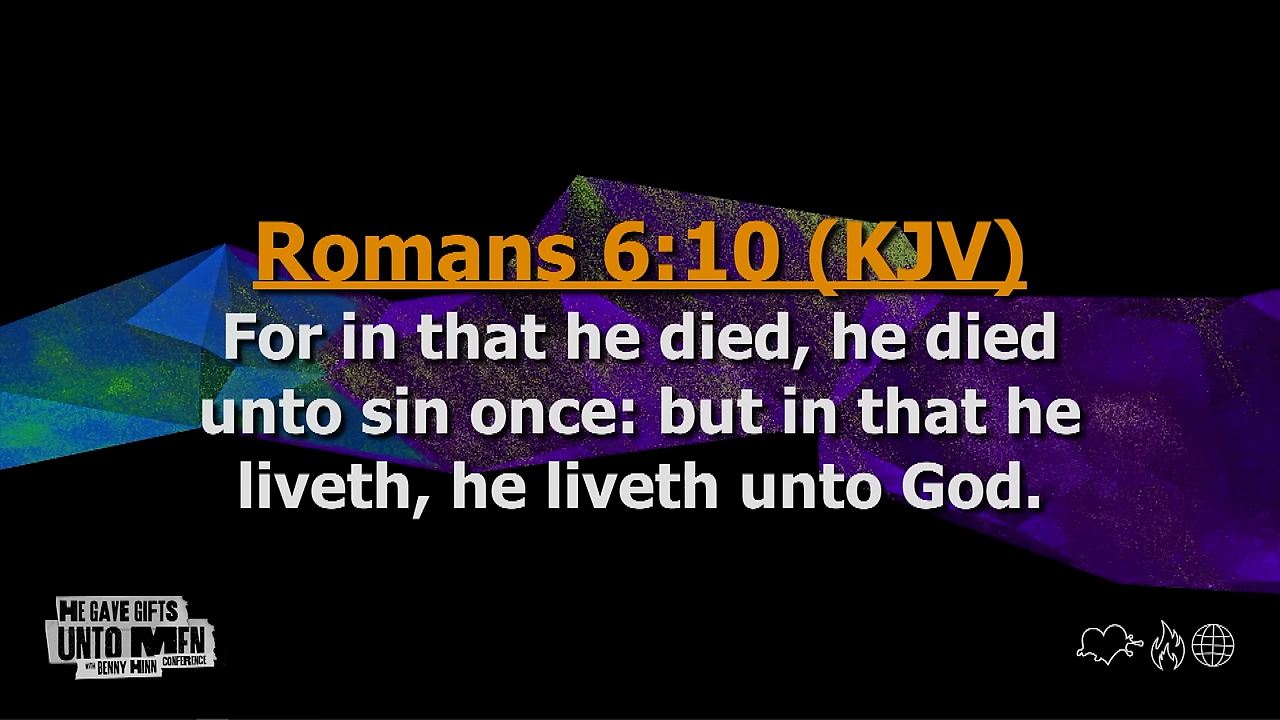 Romans 6:10 (KJV)
For in that he died, he died
unto sin once: but in that he
liveth, he liveth unto God.
HE GAVE GIFTS
UNTO MEN
WITH BENNY HINN CONFERENCE